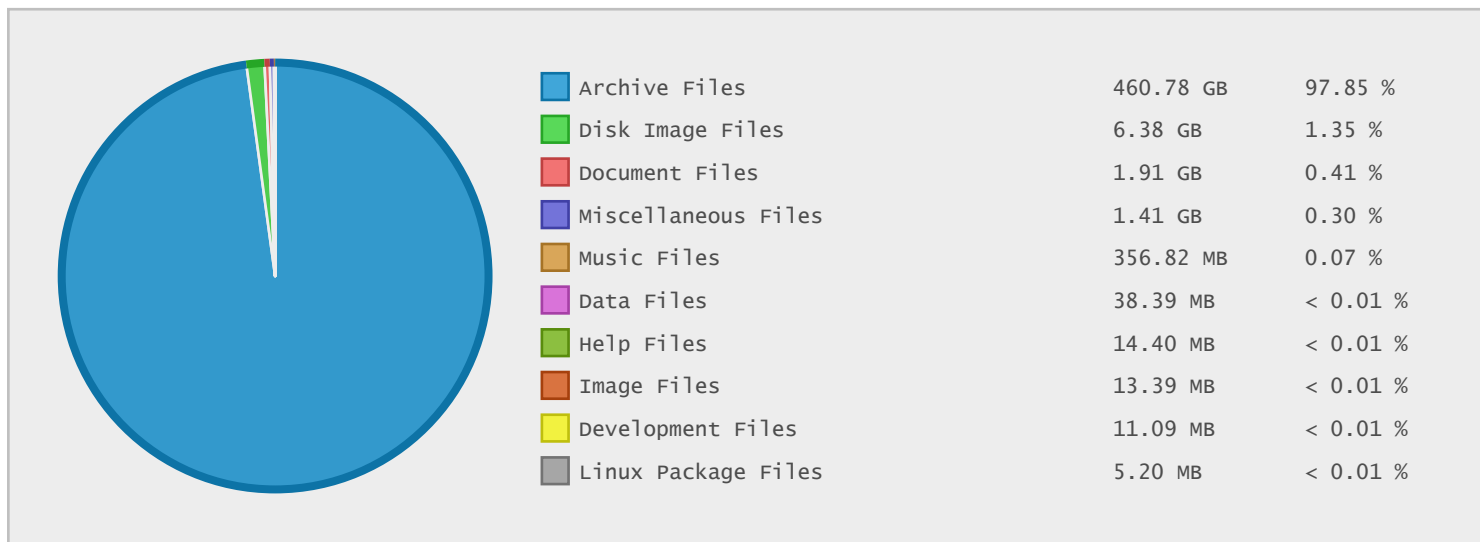 Archive Files 460.78 GB 97.85 %
Disk Image Files 6.38 GB 1.35 %
Document Files 1.91 GB 0.41 %
Miscellaneous Files 1.41 GB 0.30 %
Music Files 356.82 MB 0.07 %
Data Files 38.39 MB < 0.01 %
Help Files 14.40 MB < 0.01 %
Image Files 13.39 MB < 0.01 %
Development Files 11.09 MB < 0.01 %
Linux Package Files 5.20 MB < 0.01 %